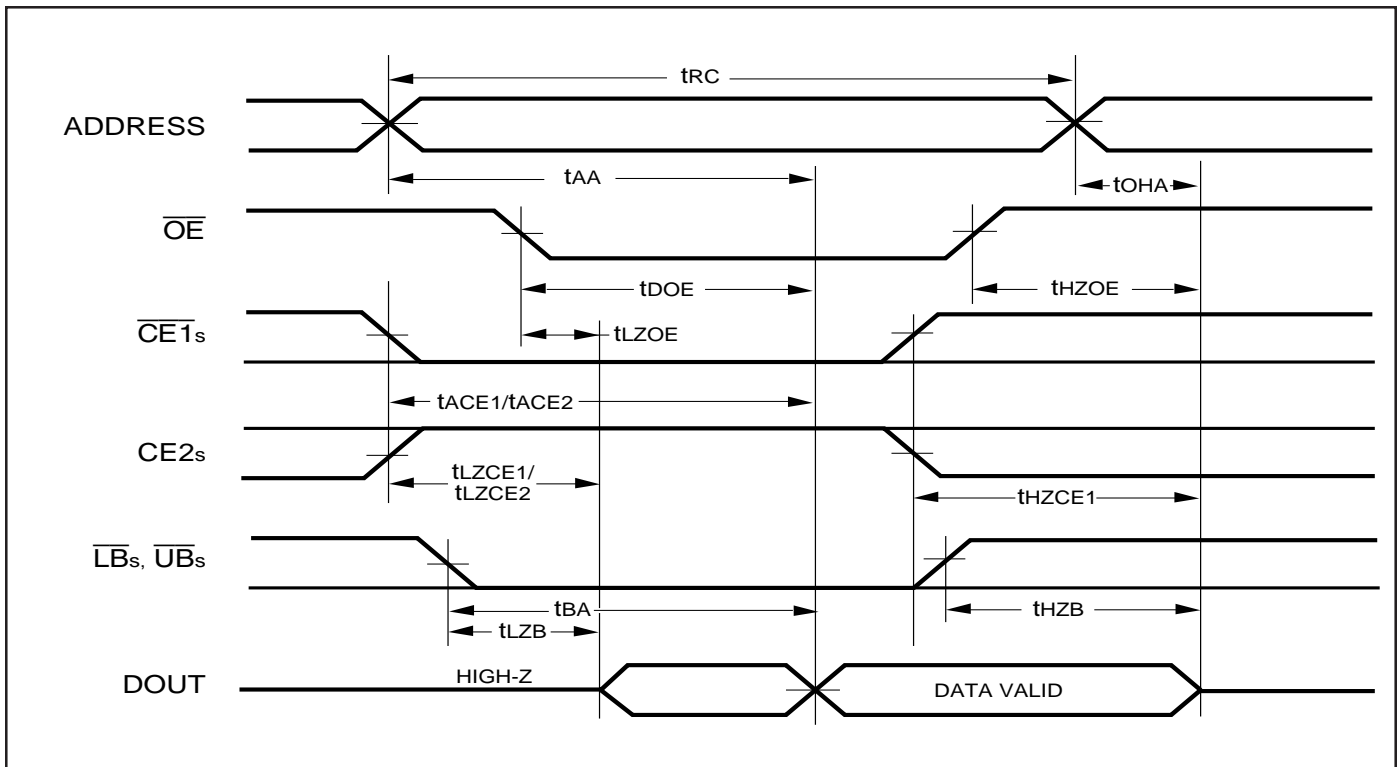 tRC
ADDRESS
tAA
tOHA
OE
tDOE
tHZOE
CE1s
tLZOE
tACE1/tACE2
CE2s
tLZCE1/
tLZCE2
tHZCE1
LBs, UBs
tBA
tHZB
tLZB
DOUT
HIGH-Z
DATA VALID